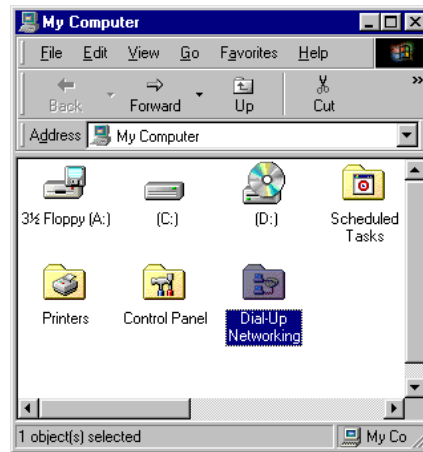 My Computer
File Edit View Go Favorites Help
Back Forward Up Cut »
Address My Computer
3½ Floppy (A:) (C:) (D:) Scheduled
Tasks
Printers Control Panel Dial-Up
Networking
1 object(s) selected My Co